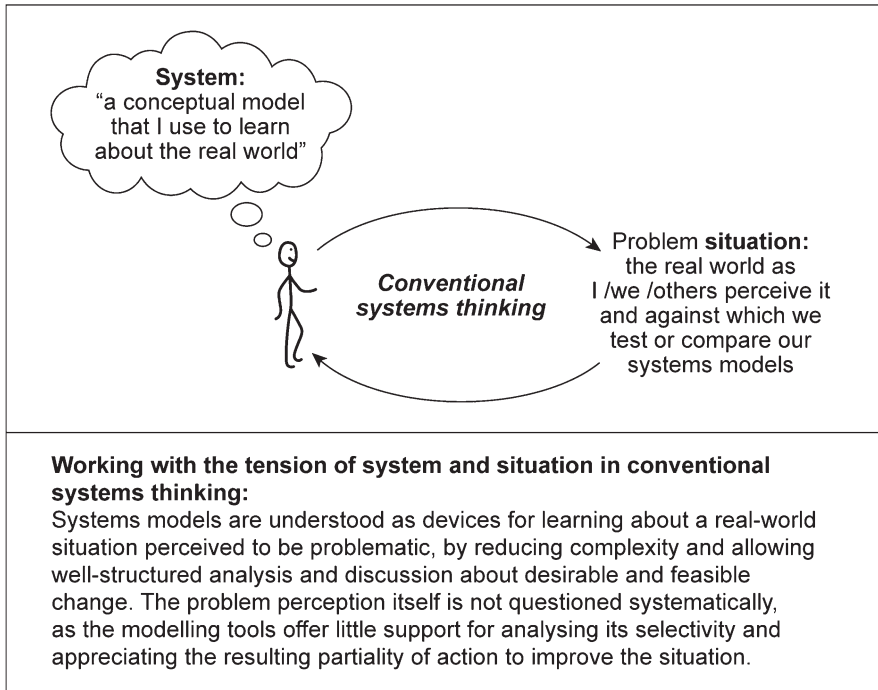 System:
“a conceptual model
that I use to learn
about the real world”
Conventional
systems thinking
Problem situation:
the real world as
I /we /others perceive it
and against which we
test or compare our
systems models
Working with the tension of system and situation in conventional
systems thinking:
Systems models are understood as devices for learning about a real-world
situation perceived to be problematic, by reducing complexity and allowing
well-structured analysis and discussion about desirable and feasible
change. The problem perception itself is not questioned systematically,
as the modelling tools offer little support for analysing its selectivity and
appreciating the resulting partiality of action to improve the situation.